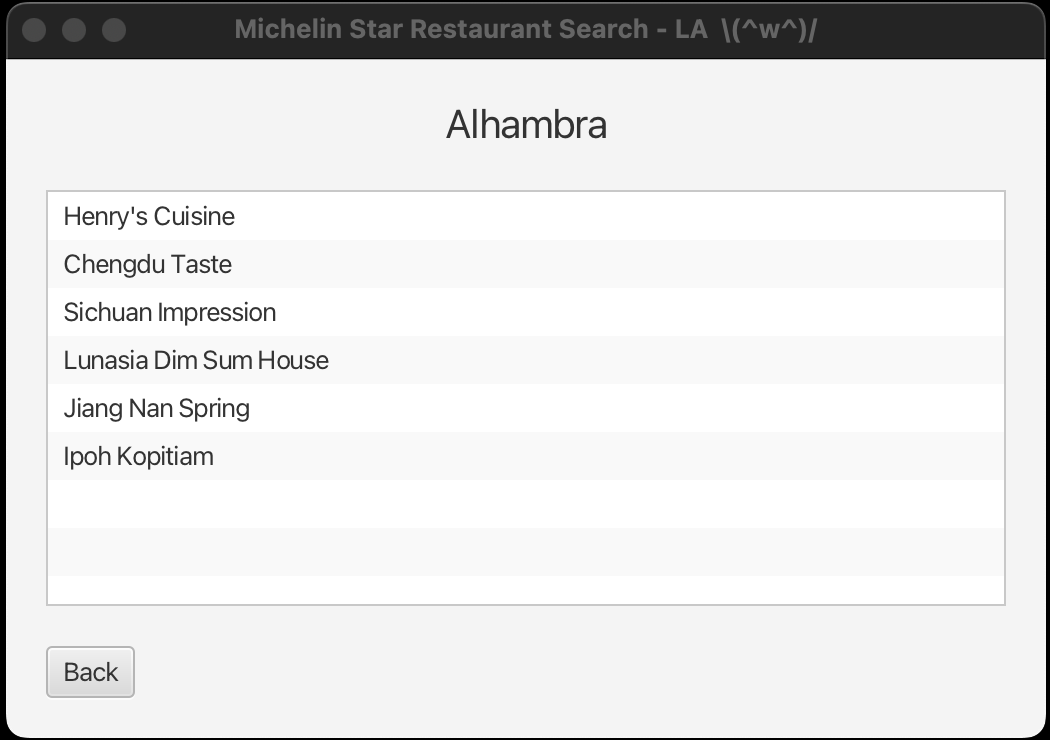 Michelin Star Restaurant Search - LA \(^w^)/
Alhambra
Henry's Cuisine
Chengdu Taste
Sichuan Impression
Lunasia Dim Sum House
Jiang Nan Spring
Ipoh Kopitiam
Back